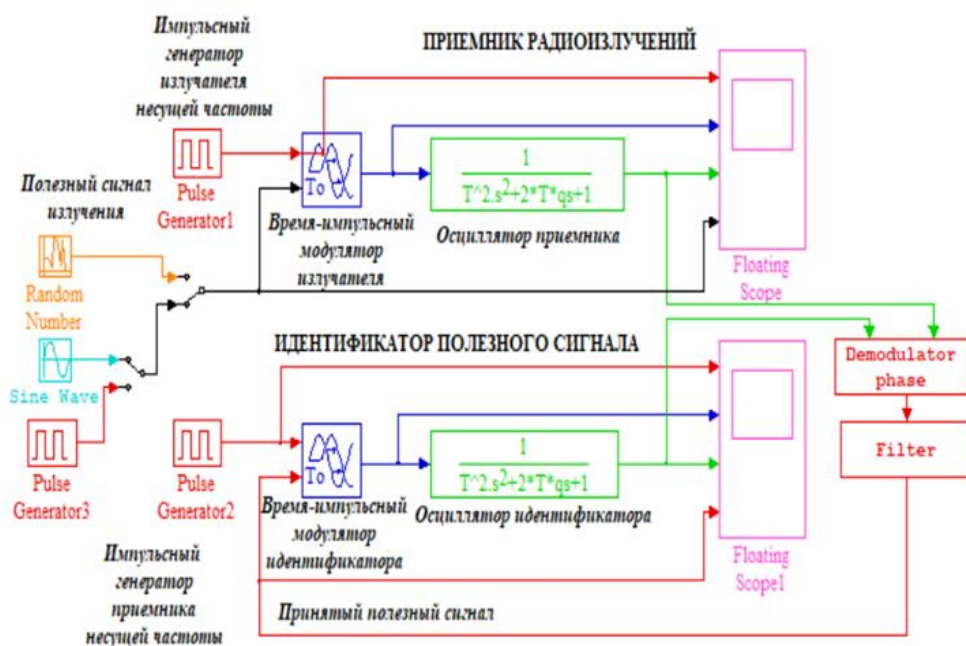 Импульсный
генератор
излучателя
несущей частоты
ПРИЕМНИК РАДИОИЗЛУЧЕНИЙ
Pulse
Generator1
To
1
T^2.s²+2*T*qs+1
Полезный сигнал
излучения
Время-импульсный
модулятор
излучателя
Осциллятор приемника
Random
Number
Floating
Scope
ИДЕНТИФИКАТОР ПОЛЕЗНОГО СИГНАЛА
Sine Wave
Demodulator
phase
Filter
Pulse
Generator3
Pulse
Generator2
To
1
T^2.s²+2*T*qs+1
Время-импульсный
модулятор
идентификатора
Осциллятор идентификатора
Floating
Scope1
Импульсный
генератор
приемника
несущей частоты
Принятый полезный сигнал